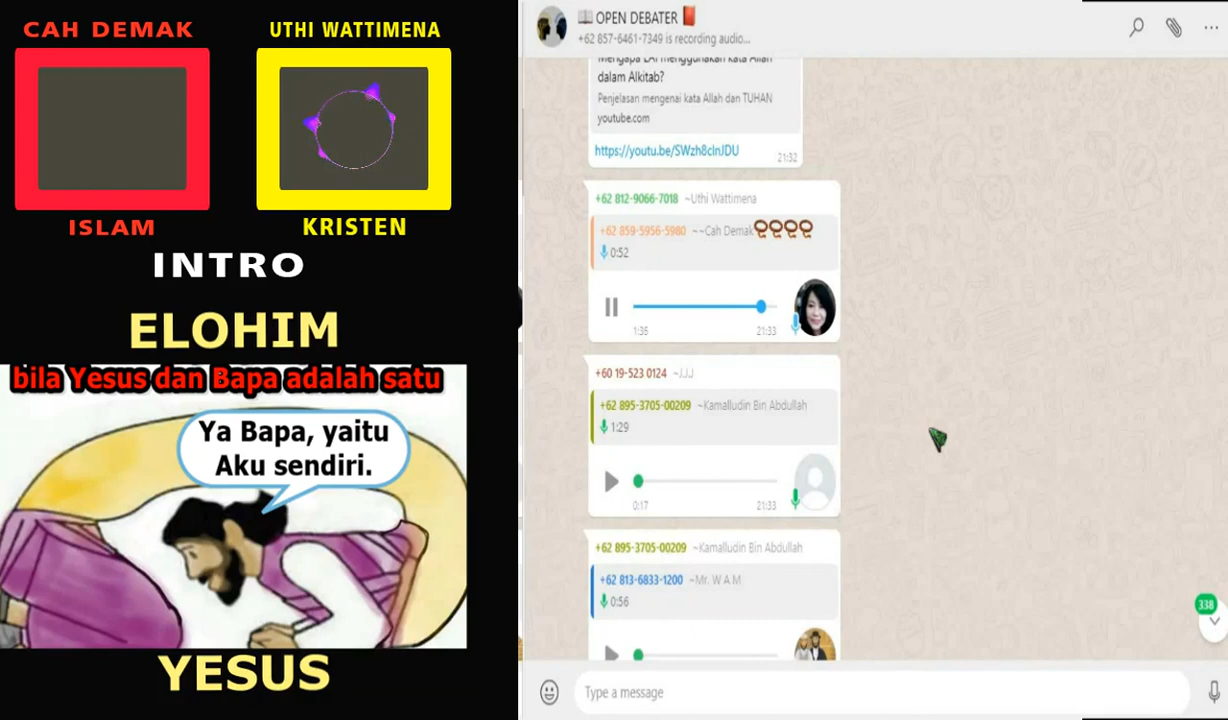 CAH DEMAK
UTHI WATTIMENA
ISLAM
KRISTEN
INTRO
ELOHIM
bila Yesus dan Bapa adalah satu
Ya Bapa, yaitu
Aku sendiri.
YESUS
OPEN DEBATER
+62 857-6461-7349 is recording audio...
Mengapa LAI menggunakan kata Allah
dalam Alkitab?
Penjelasan mengenai kata Allah dan TUHAN
youtube.com
https://youtu.be/SWzh8clnJDU
21:32
+62 812-9066-7018 ~Uthi Wattimena
+62 859-5956-5980 ~~Cah Demak
0:52
1:35
21:33
+60 19-523 0124 ~JJJ
+62 895-3705-00209 ~Kamalludin Bin Abdullah
1:29
0:17
21:33
+62 895-3705-00209 ~Kamalludin Bin Abdullah
+62 813-6833-1200 ~Mr. W A M
0:56
338
Type a message